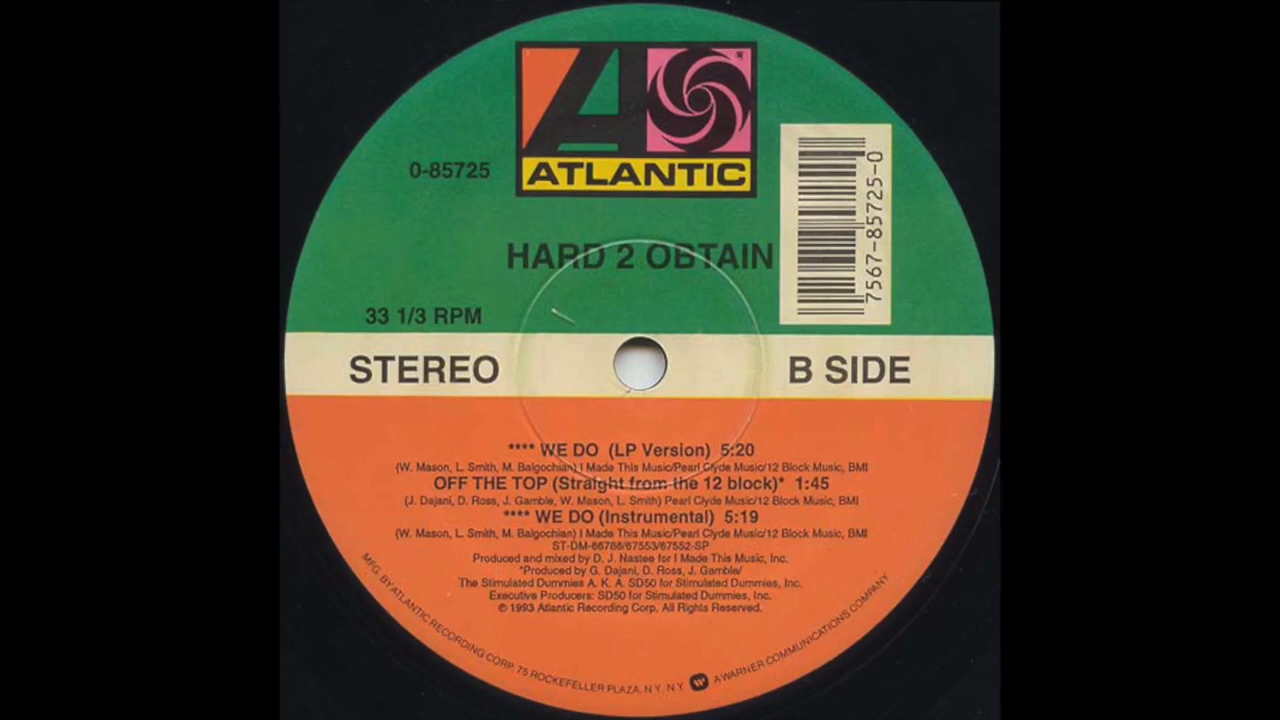 ATLANTIC
0-85725
7567-85725-0
HARD 2 OBTAIN
33 1/3 RPM
STEREO
B SIDE
**** WE DO (LP Version) 5:20
(W. Mason, L. Smith, M. Balgochian) I Made This Music/Pearl Clyde Music/12 Block Music, BMI
OFF THE TOP (Straight from the 12 block)* 1:45
(J. Dajani, D. Ross, J. Gamble, W. Mason, L. Smith) Pearl Clyde Music/12 Block Music, BMI
**** WE DO (Instrumental) 5:19
(W. Mason, L. Smith, M. Balgochian) I Made This Music/Pearl Clyde Music/12 Block Music, BMI
ST-DM-66786/67553/67552-SP
Produced and mixed by D. J. Nastee for I Made This Music, Inc.
*Produced by G. Dajani, D. Ross, J. Gamble/
The Stimulated Dummies A. K. A. SD50 for Stimulated Dummies, Inc.
Executive Producers: SD50 for Stimulated Dummies, Inc.
© 1993 Atlantic Recording Corp. All Rights Reserved.
MFG. BY ATLANTIC RECORDING CORP. 75 ROCKEFELLER PLAZA, N.Y. N.Y. A WARNER COMMUNICATIONS COMPANY